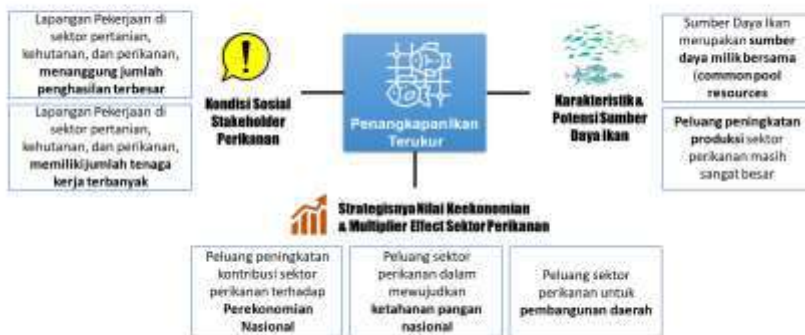 Lapangan Pekerjaan di
sektor pertanian,
kehutanan, dan perikanan,
menanggung jumlah
penghasilan terbesar
Lapangan Pekerjaan di
sektor pertanian,
kehutanan, dan perikanan,
memiliki jumlah tenaga
kerja terbanyak
Kondisi Sosial
Stakeholder
Perikanan
Penangkapan Ikan
Terukur
Karakteristik &
Potensi Sumber
Daya Ikan
Sumber Daya Ikan
merupakan sumber
daya milik bersama
(common pool
resources
Peluang peningkatan
produksi sektor
perikanan masih
sangat besar
Strategisnya Nilai Keekonomian
& Multiplier Effect Sektor Perikanan
Peluang peningkatan
kontribusi sektor
perikanan terhadap
Perekonomian
Nasional
Peluang sektor
perikanan dalam
mewujudkan
ketahanan pangan
nasional
Peluang sektor
perikanan untuk
pembangunan daerah